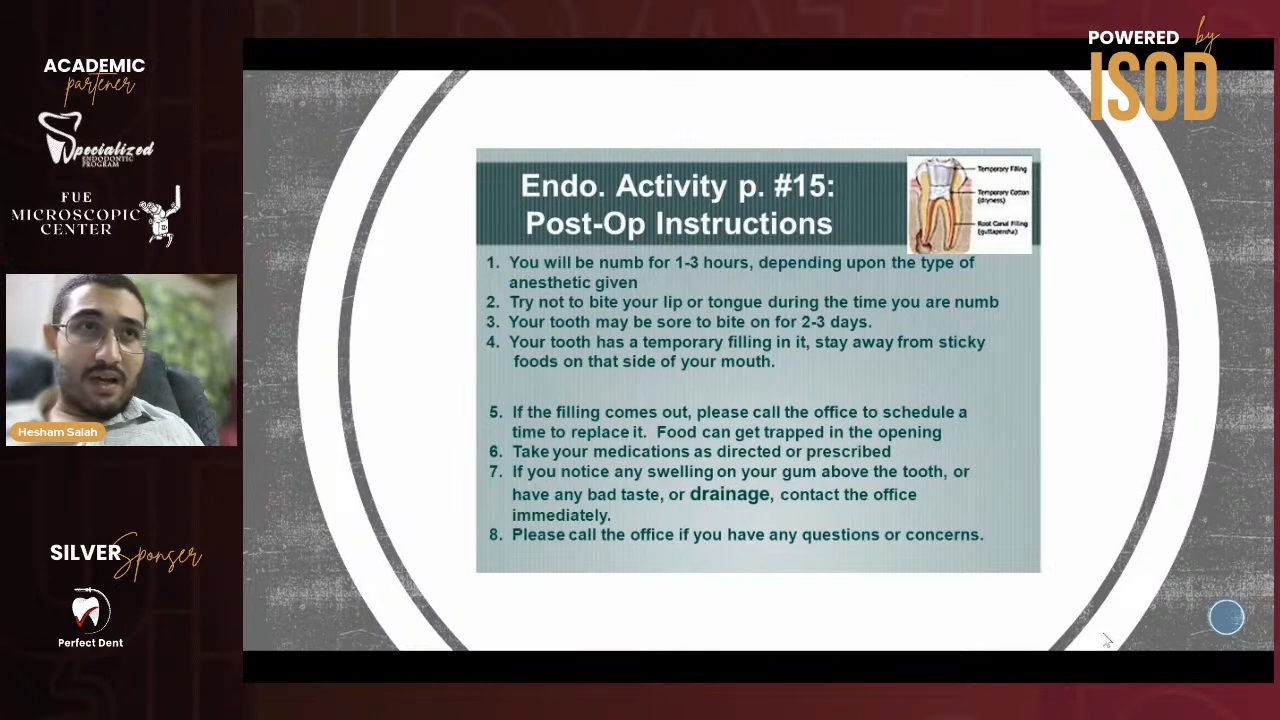 ACADEMIC
partener
Specialized
ENDODONTIC
PROGRAM
FUE
MICROSCOPIC
CENTER
Hesham Salah
SILVER Sponser
Perfect Dent
POWERED by
ISOD
Endo. Activity p. #15:
Post-Op Instructions
Temporary Filling
Temporary Cotton
(dryness)
Root Canal Filling
(guttapersha)
1. You will be numb for 1-3 hours, depending upon the type of
anesthetic given
2. Try not to bite your lip or tongue during the time you are numb
3. Your tooth may be sore to bite on for 2-3 days.
4. Your tooth has a temporary filling in it, stay away from sticky
foods on that side of your mouth.
5. If the filling comes out, please call the office to schedule a
time to replace it. Food can get trapped in the opening
6. Take your medications as directed or prescribed
7. If you notice any swelling on your gum above the tooth, or
have any bad taste, or drainage, contact the office
immediately.
8. Please call the office if you have any questions or concerns.